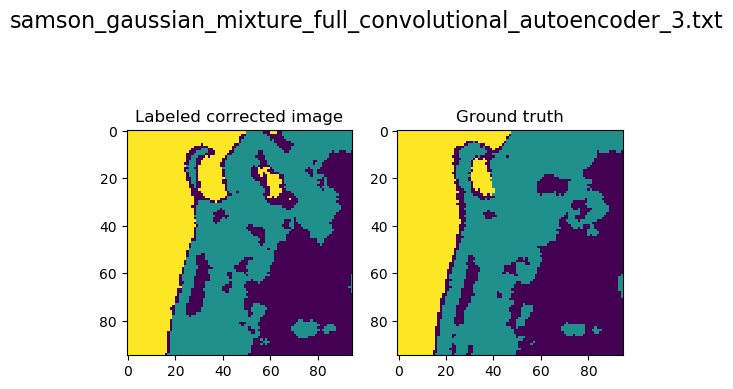 samson_gaussian_mixture_full_convolutional_autoencoder_3.txt
Labeled corrected image
Ground truth
0
20
40
60
80
0 20 40 60 80
0
20
40
60
80
0 20 40 60 80